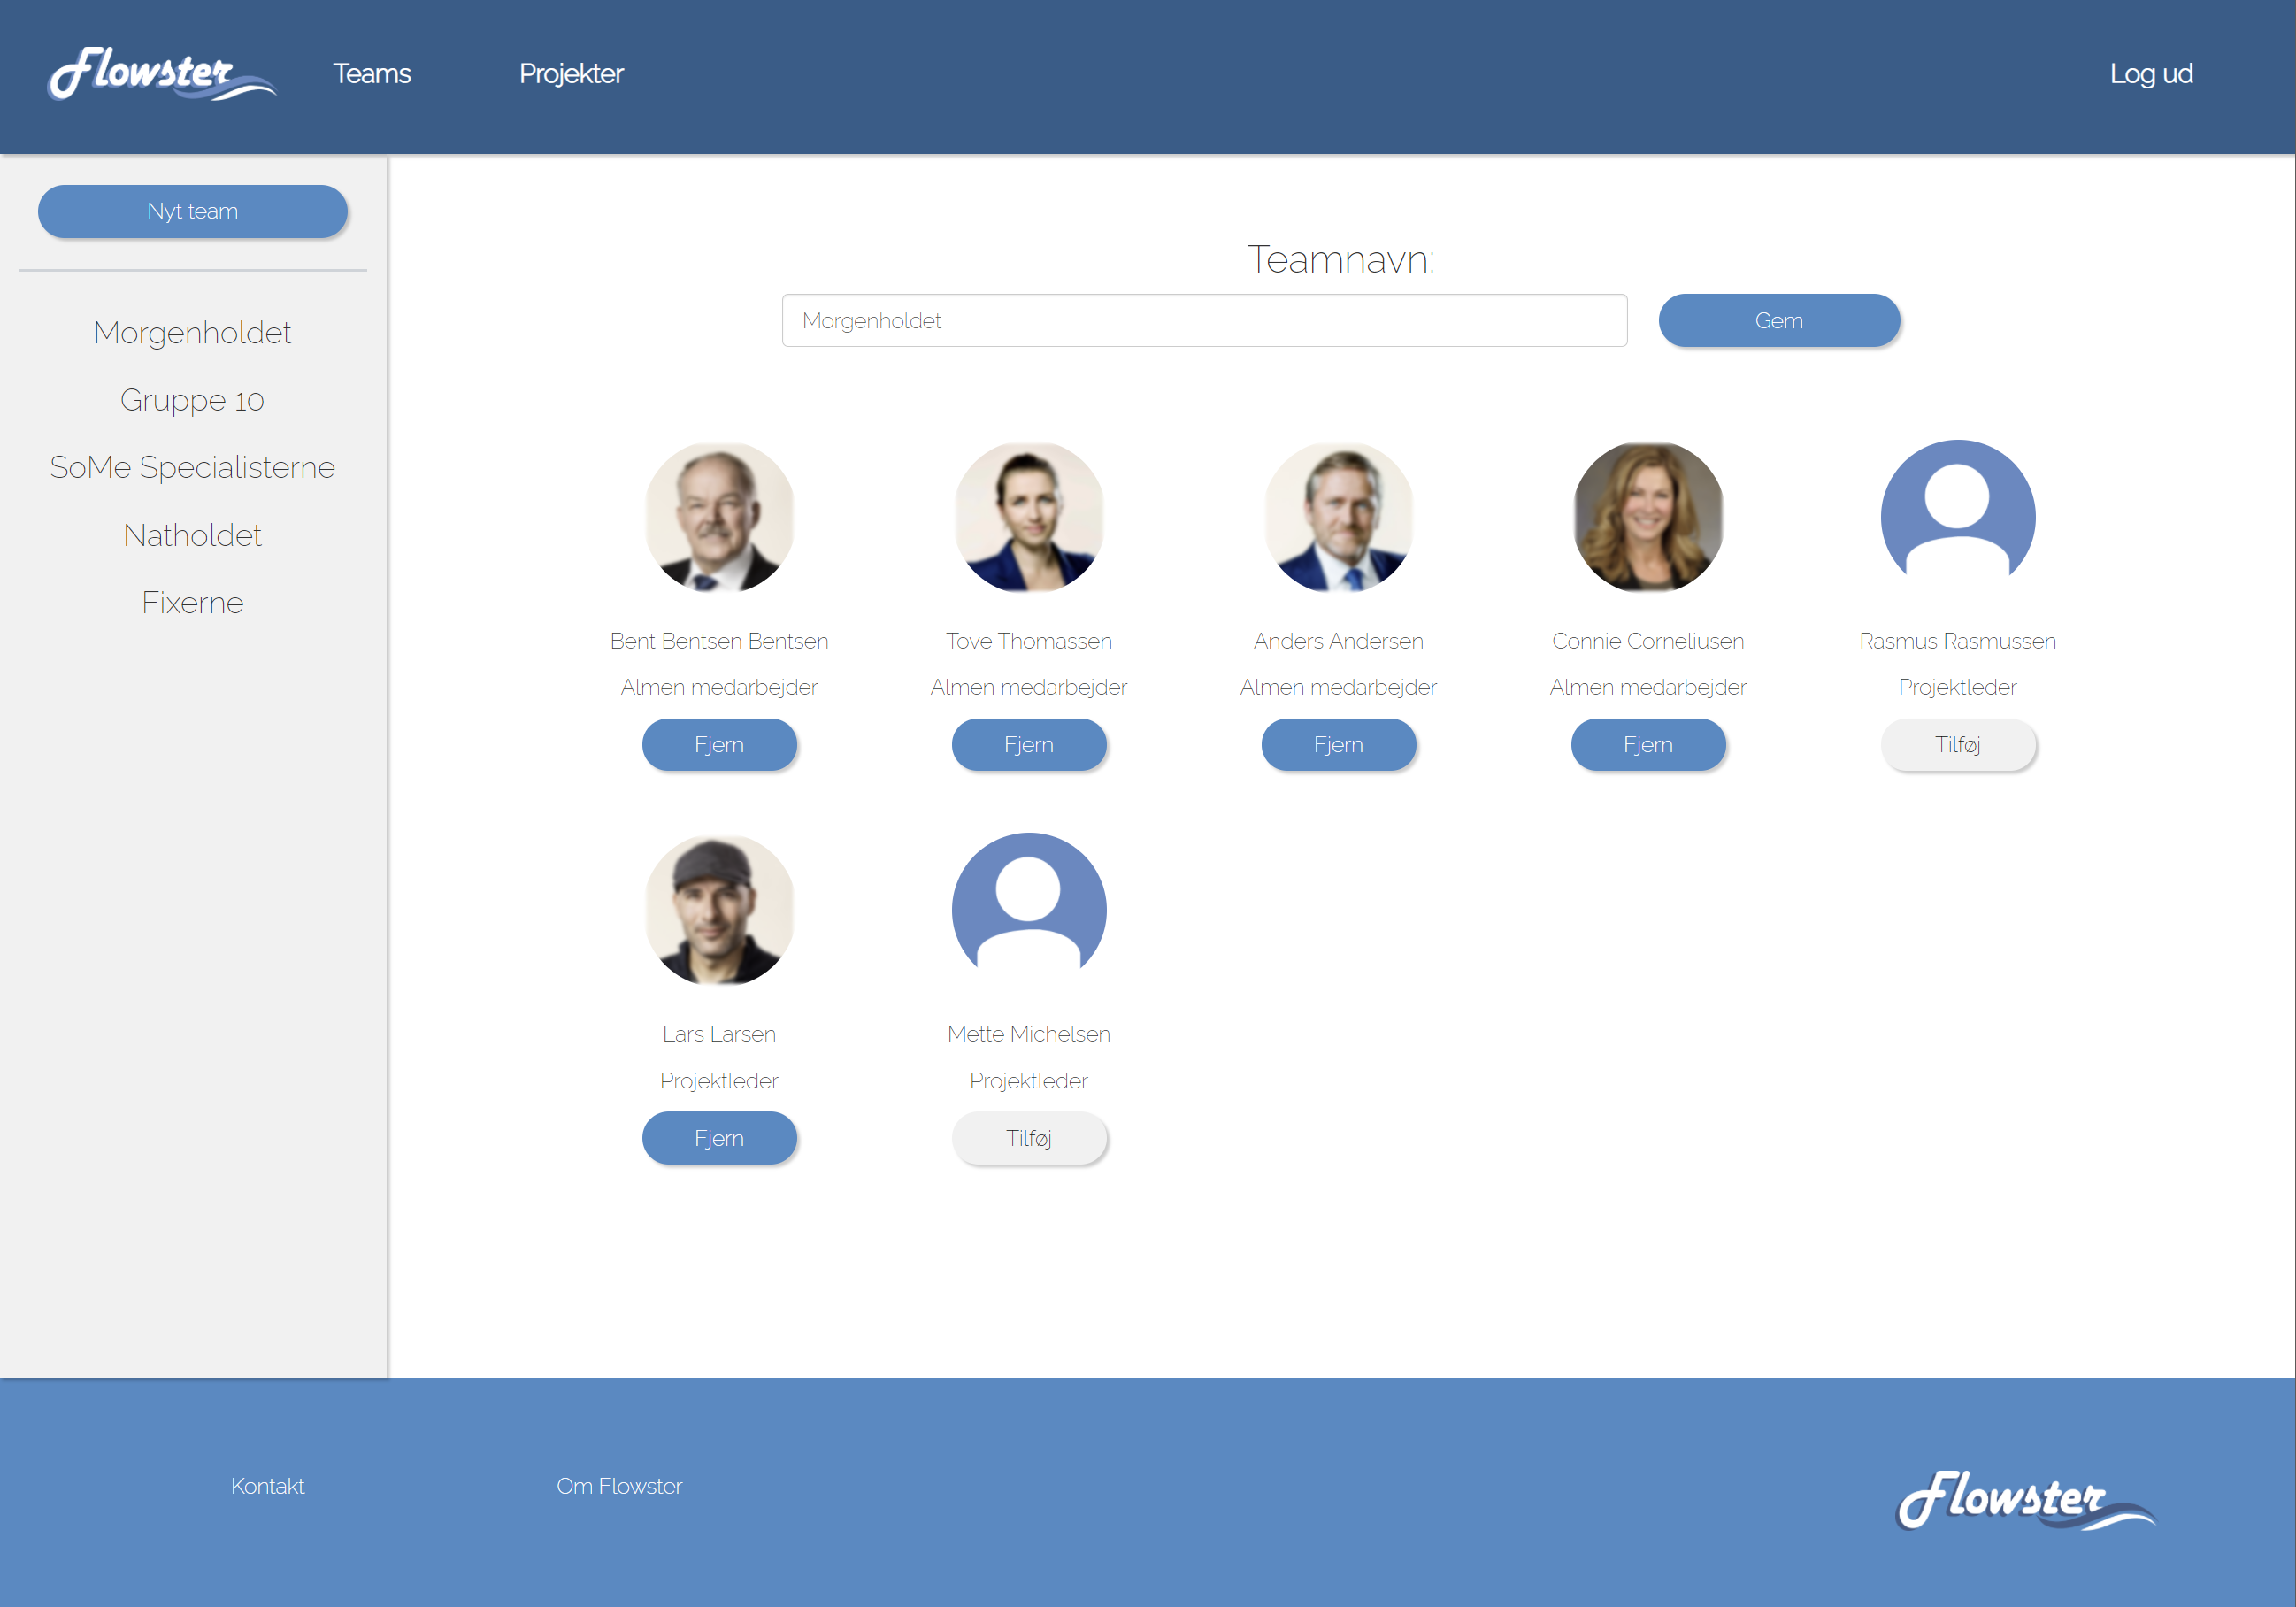 Flowster
Teams
Projekter
Log ud
Nyt team
Morgenholdet
Gruppe 10
SoMe Specialisterne
Natholdet
Fixerne
Teamnavn:
Morgenholdet
Gem
Bent Bentsen Bentsen
Almen medarbejder
Fjern
Tove Thomassen
Almen medarbejder
Fjern
Anders Andersen
Almen medarbejder
Fjern
Connie Corneliusen
Almen medarbejder
Fjern
Rasmus Rasmussen
Projektleder
Tilføj
Lars Larsen
Projektleder
Fjern
Mette Michelsen
Projektleder
Tilføj
Kontakt
Om Flowster
Flowster